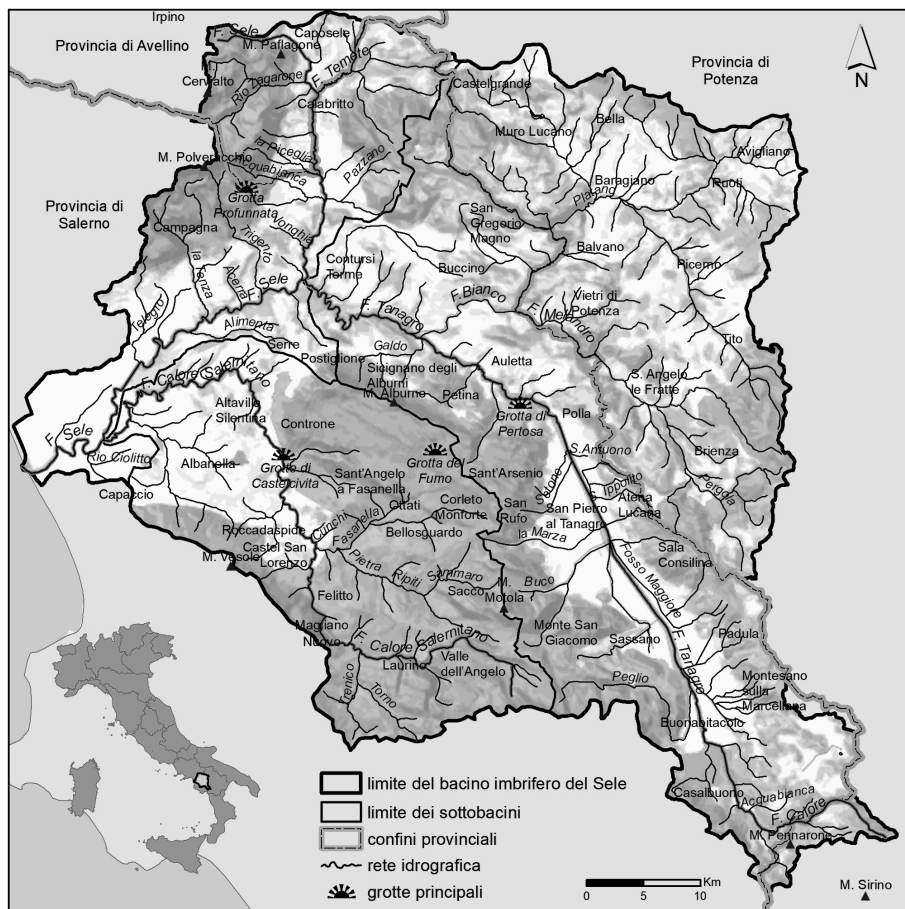 Irpino
Provincia di Avellino
F. Sele
Caposele
M. Paflagone
F. Temete
M.
Cervialto
Rio Zagarone
Calabritto
Castelgrande
Provincia di
Potenza
N
Muro Lucano
Bella
Avigliano
la Piceglia
M. Polveracchio
Acquabianca
Pazzano
Baragiano
Ruoti
Platano
Grotta
Profunnata
Provincia di
Salerno
Vonghia
San
Gregorio
Magno
Campagna
Trigento
Balvano
Picerno
Contursi
Terme
Buccino
la Tenza
Acerra
F. Sele
F. Bianco
F. Tanagro
F. Melandro
Vietri di
Potenza
Telegro
Alimenta
Serre
Galdo
Tito
Postiglione
Auletta
Sicignano degli
Alburni
S. Angelo
le Fratte
F. Calore Salernitano
M. Alburno
Petina
Altavilla
Silentina
Grotta di
Pertosa
Polla
F. Sele
Controne
S.Antuono
Brienza
Rio Ciolitto
Albanella
Grotte di
Castelcivita
Grotta del
Fumo
Sant'Arsenio
Sant'Angelo
a Fasanella
Setone
S. Ippolito
Pergola
Capaccio
Ottati
Corleto
Monforte
San
Rufo
San Pietro
al Tanagro
Atena
Lucana
Roccadaspide
Cunchi
Fasanella
Bellosguardo
la Marza
Castel San
Lorenzo
M. Vesole
Fosso Maggiore
Sala
Consilina
Pietra
Ripiti
Sammaro
Sacco
M.
Motola
Buco
Felitto
Magliano
Nuovo
F. Calore Salernitano
Monte San
Giacomo
Sassano
F. Tanagro
Padula
Laurino
Valle
dell'Angelo
Trenico
Torno
Peglio
Montesano
sulla
Marcellana
Buonabitacolo
Casalbuono
Acquabianca
F. Calore
M. Pennarone
limite del bacino imbrifero del Sele
limite dei sottobacini
confini provinciali
rete idrografica
grotte principali
0 5 10 Km
M. Sirino